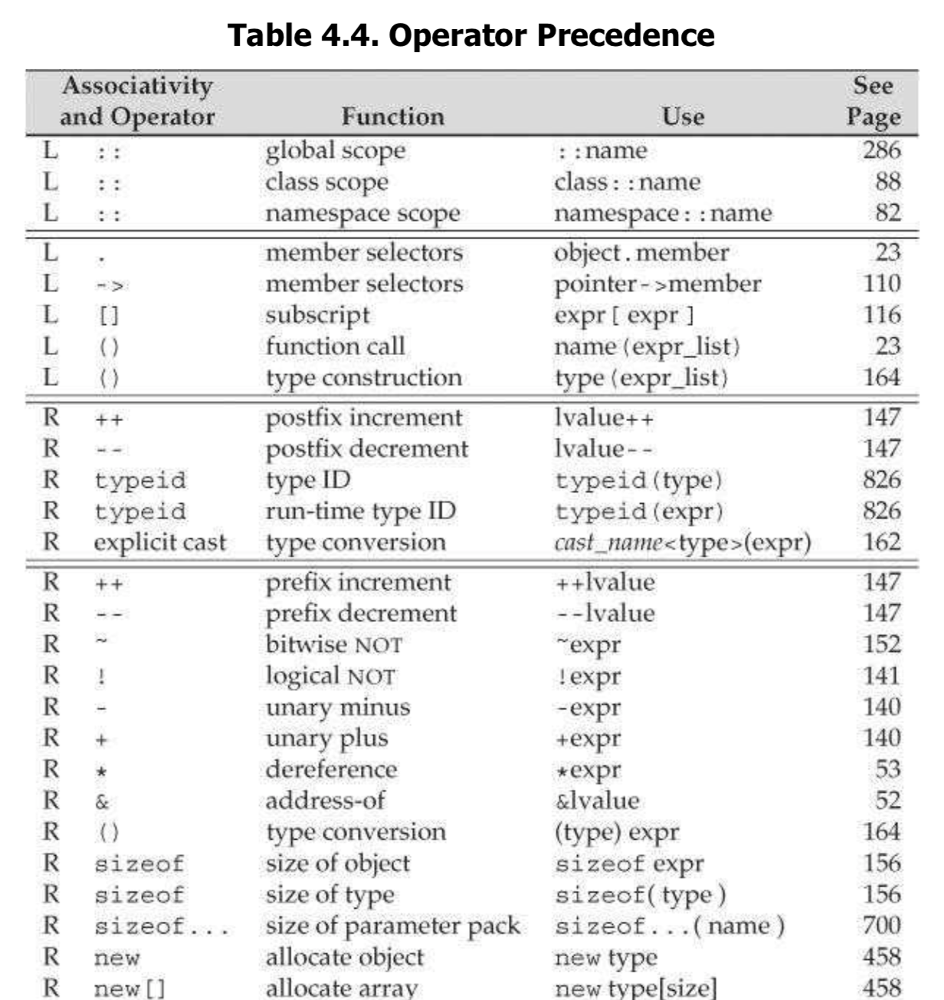 Table 4.4. Operator Precedence
Associativity and Operator Function Use See Page
L :: global scope ::name 286
L :: class scope class::name 88
L :: namespace scope namespace::name 82
L . member selectors object.member 23
L -> member selectors pointer->member 110
L [] subscript expr[ expr ] 116
L () function call name(expr_list) 23
L () type construction type(expr_list) 164
R ++ postfix increment lvalue++ 147
R -- postfix decrement lvalue-- 147
R typeid type ID typeid(type) 826
R typeid run-time type ID typeid(expr) 826
R explicit cast type conversion cast_name<type>(expr) 162
R ++ prefix increment ++lvalue 147
R -- prefix decrement --lvalue 147
R ~ bitwise NOT ~expr 152
R ! logical NOT !expr 141
R - unary minus -expr 140
R + unary plus +expr 140
R * dereference *expr 53
R & address-of &lvalue 52
R () type conversion (type) expr 164
R sizeof size of object sizeof expr 156
R sizeof size of type sizeof( type ) 156
R sizeof... size of parameter pack sizeof...( name ) 700
R new allocate object new type 458
R new[] allocate array new type[size] 458